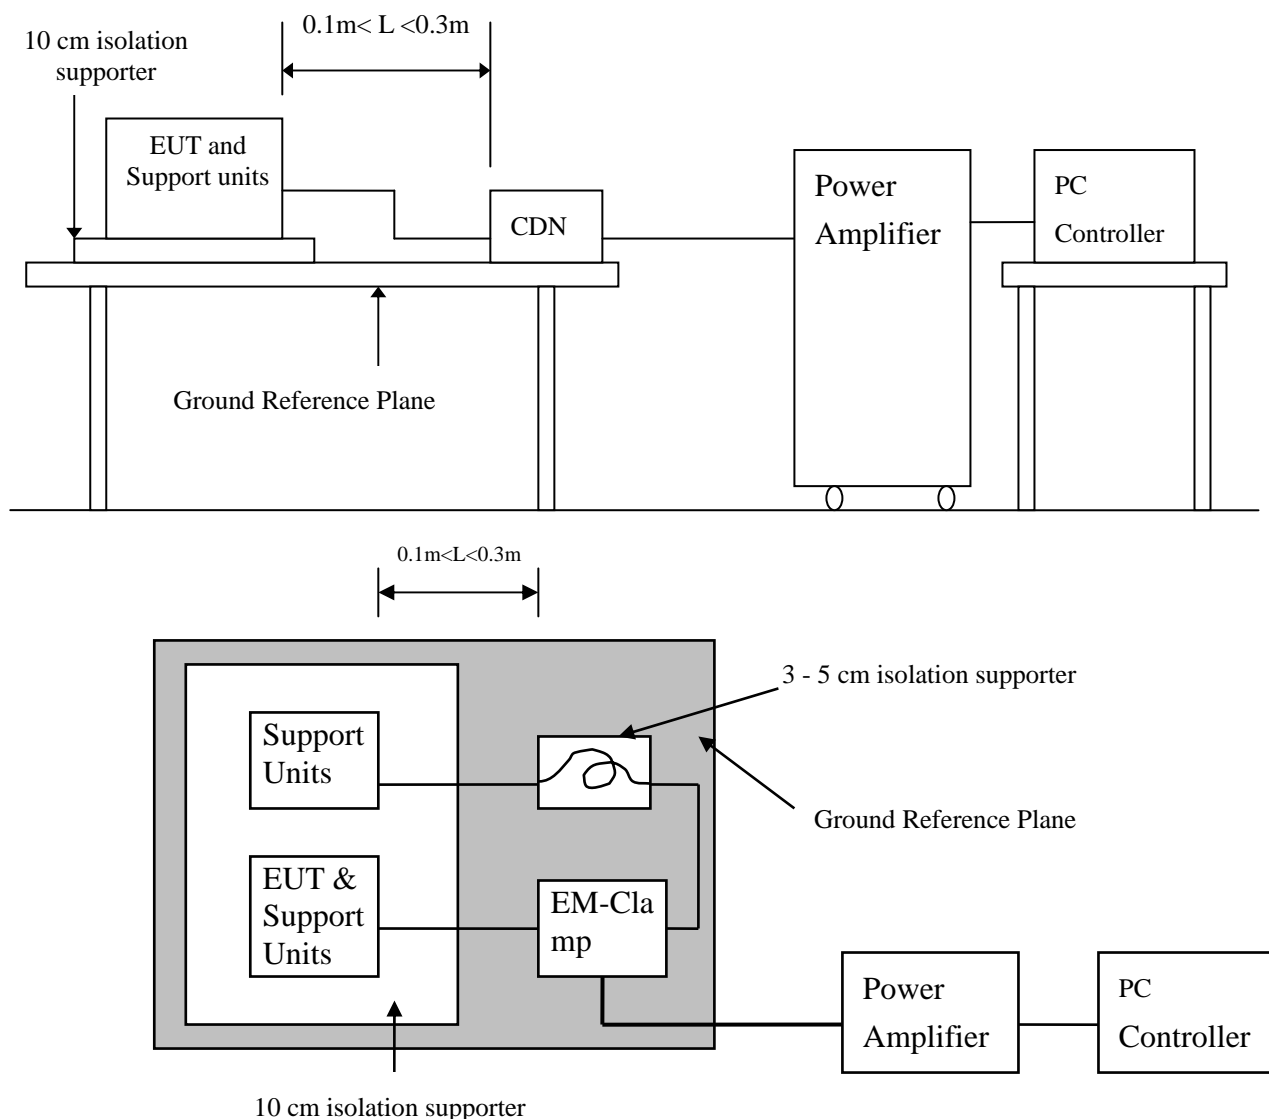 0.1m< L <0.3m
10 cm isolation
supporter
EUT and
Support units
CDN
Power
Amplifier
PC
Controller
Ground Reference Plane
0.1m<L<0.3m
3 - 5 cm isolation supporter
Support
Units
Ground Reference Plane
EUT &
Support
Units
EM-Cla
mp
Power
Amplifier
PC
Controller
10 cm isolation supporter